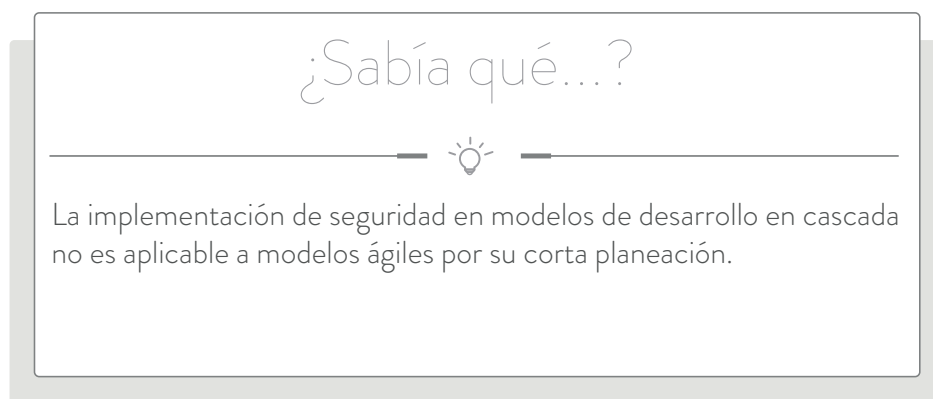 ¿Sabía qué...?
La implementación de seguridad en modelos de desarrollo en cascada
no es aplicable a modelos ágiles por su corta planeación.